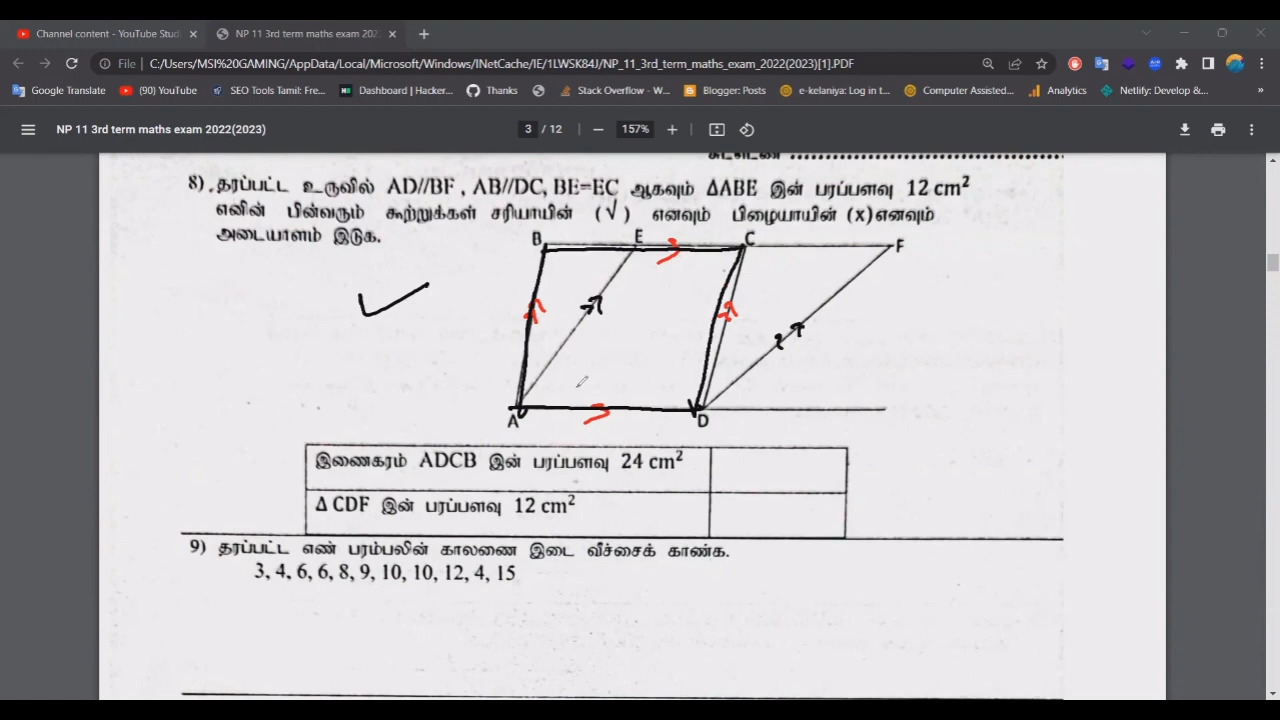 Channel content - YouTube Stud
NP 11 3rd term maths exam 202
File
C:/Users/MSI%20GAMING/AppData/Local/Microsoft/Windows/INetCache/IE/1LWSK84J/NP_11_3rd_term_maths_exam_2022(2023)[1].PDF
Google Translate
(90) YouTube
SEO Tools Tamil: Fre...
Dashboard | Hacker...
Thanks
Stack Overflow - W...
Blogger: Posts
e-kelaniya: Log in t...
Computer Assisted...
Analytics
Netlify: Develop &...
»
NP 11 3rd term maths exam 2022(2023)
3 / 12
157%
8). தரப்பட்ட உருவில் AD//BF , AB//DC, BE=EC ஆகவும் ΔABE இன் பரப்பளவு 12 cm²
எனின் பின்வரும் கூற்றுக்கள் சரியாயின் (√ ) எனவும் பிழையாயின் (x)எனவும்
அடையாளம் இடுக.
B E C F
A D
இணைகரம் ADCB இன் பரப்பளவு 24 cm²
Δ CDF இன் பரப்பளவு 12 cm²
9) தரப்பட்ட எண் பரம்பலின் காலணை இடை வீச்சைக் காண்க.
3, 4, 6, 6, 8, 9, 10, 10, 12, 4, 15